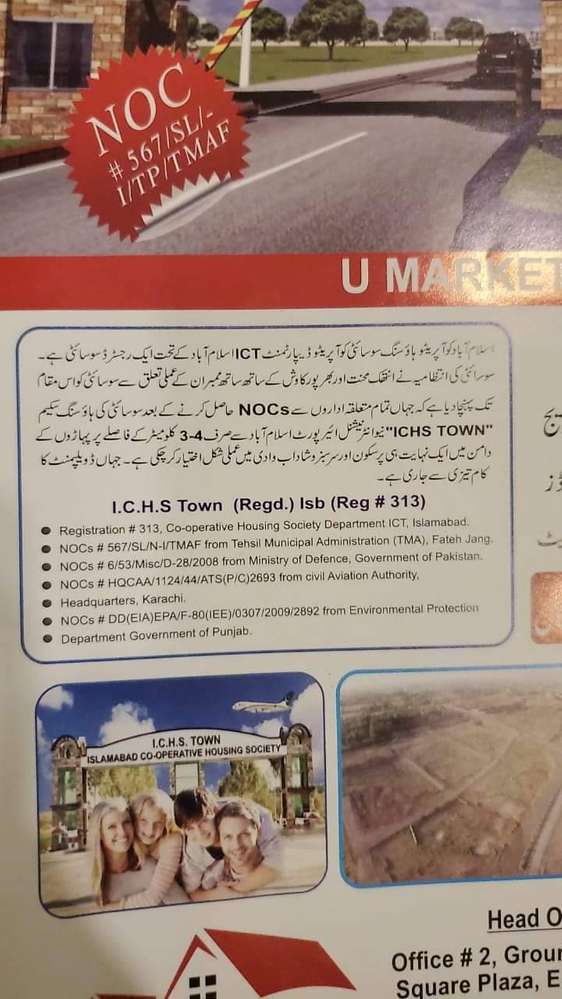 NOC
# 567/SL/-
I/TP/TMAF
U MARKET
اسلام آباد کو آپریٹو ہاؤسنگ سوسائٹی کو آپریٹو ڈیپارٹمنٹ ICT اسلام آباد کے تحت ایک رجسٹرڈ سوسائٹی ہے۔
سوسائٹی کی انتظامیہ نے انتھک محنت اور بھر پور کاوش کے ساتھ ساتھ ممبران کے عملی تعلق سے سوسائٹی کو اس مقام
تک پہنچا دیا ہے کہ جہاں تمام متعلقہ اداروں سے NOCs حاصل کرنے کے بعد سوسائٹی کی ہاؤسنگ سکیم
"ICHS TOWN" نیو انٹرنیشنل ائیر پورٹ اسلام آباد سے صرف 4-3 کلومیٹر کے فاصلے پر پہاڑوں کے
دامن میں ایک نہایت ہی پر سکون اور سرسبز و شاداب وادی میں عملی شکل اختیار کر چکی ہے۔ جہاں ڈویلپمنٹ کا
کام تیزی سے جاری ہے۔
I.C.H.S Town (Regd.) Isb (Reg # 313)
● Registration # 313, Co-operative Housing Society Department ICT, Islamabad.
● NOCs # 567/SL/N-I/TMAF from Tehsil Municipal Administration (TMA), Fateh Jang.
● NOCs # 6/53/Misc/D-28/2008 from Ministry of Defence, Government of Pakistan.
● NOCs # HQCAA/1124/44/ATS(P/C)2693 from civil Aviation Authority,
● Headquarters, Karachi.
● NOCs # DD(EIA)EPA/F-80(IEE)/0307/2009/2892 from Environmental Protection
● Department Government of Punjab.
I.C.H.S. TOWN
ISLAMABAD CO-OPERATIVE HOUSING SOCIETY
Head O
Office # 2, Groun
Square Plaza, E